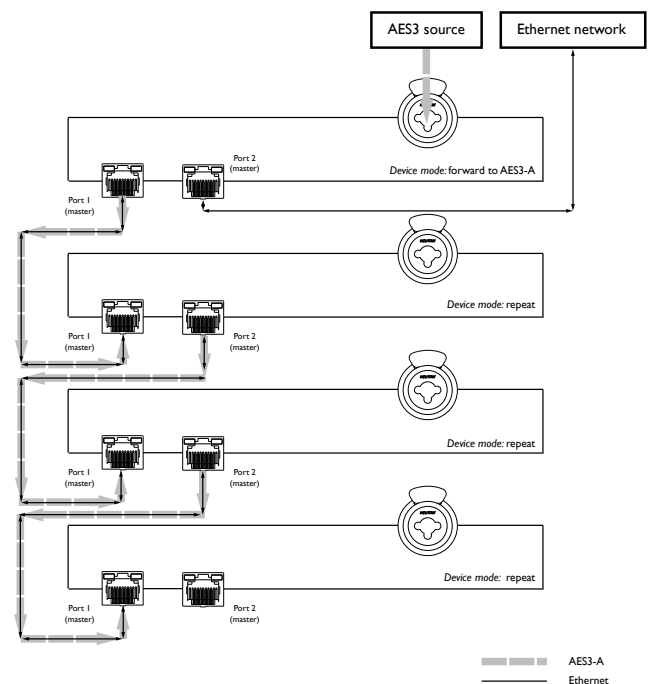 AES3 source
Ethernet network
Port 2
(master)
Device mode: forward to AES3-A
Port 1
(master)
Device mode: repeat
Port 1
(master)
Port 2
(master)
Device mode: repeat
Port 1
(master)
Port 2
(master)
Device mode: repeat
Port 1
(master)
Port 2
(master)
AES3-A
Ethernet